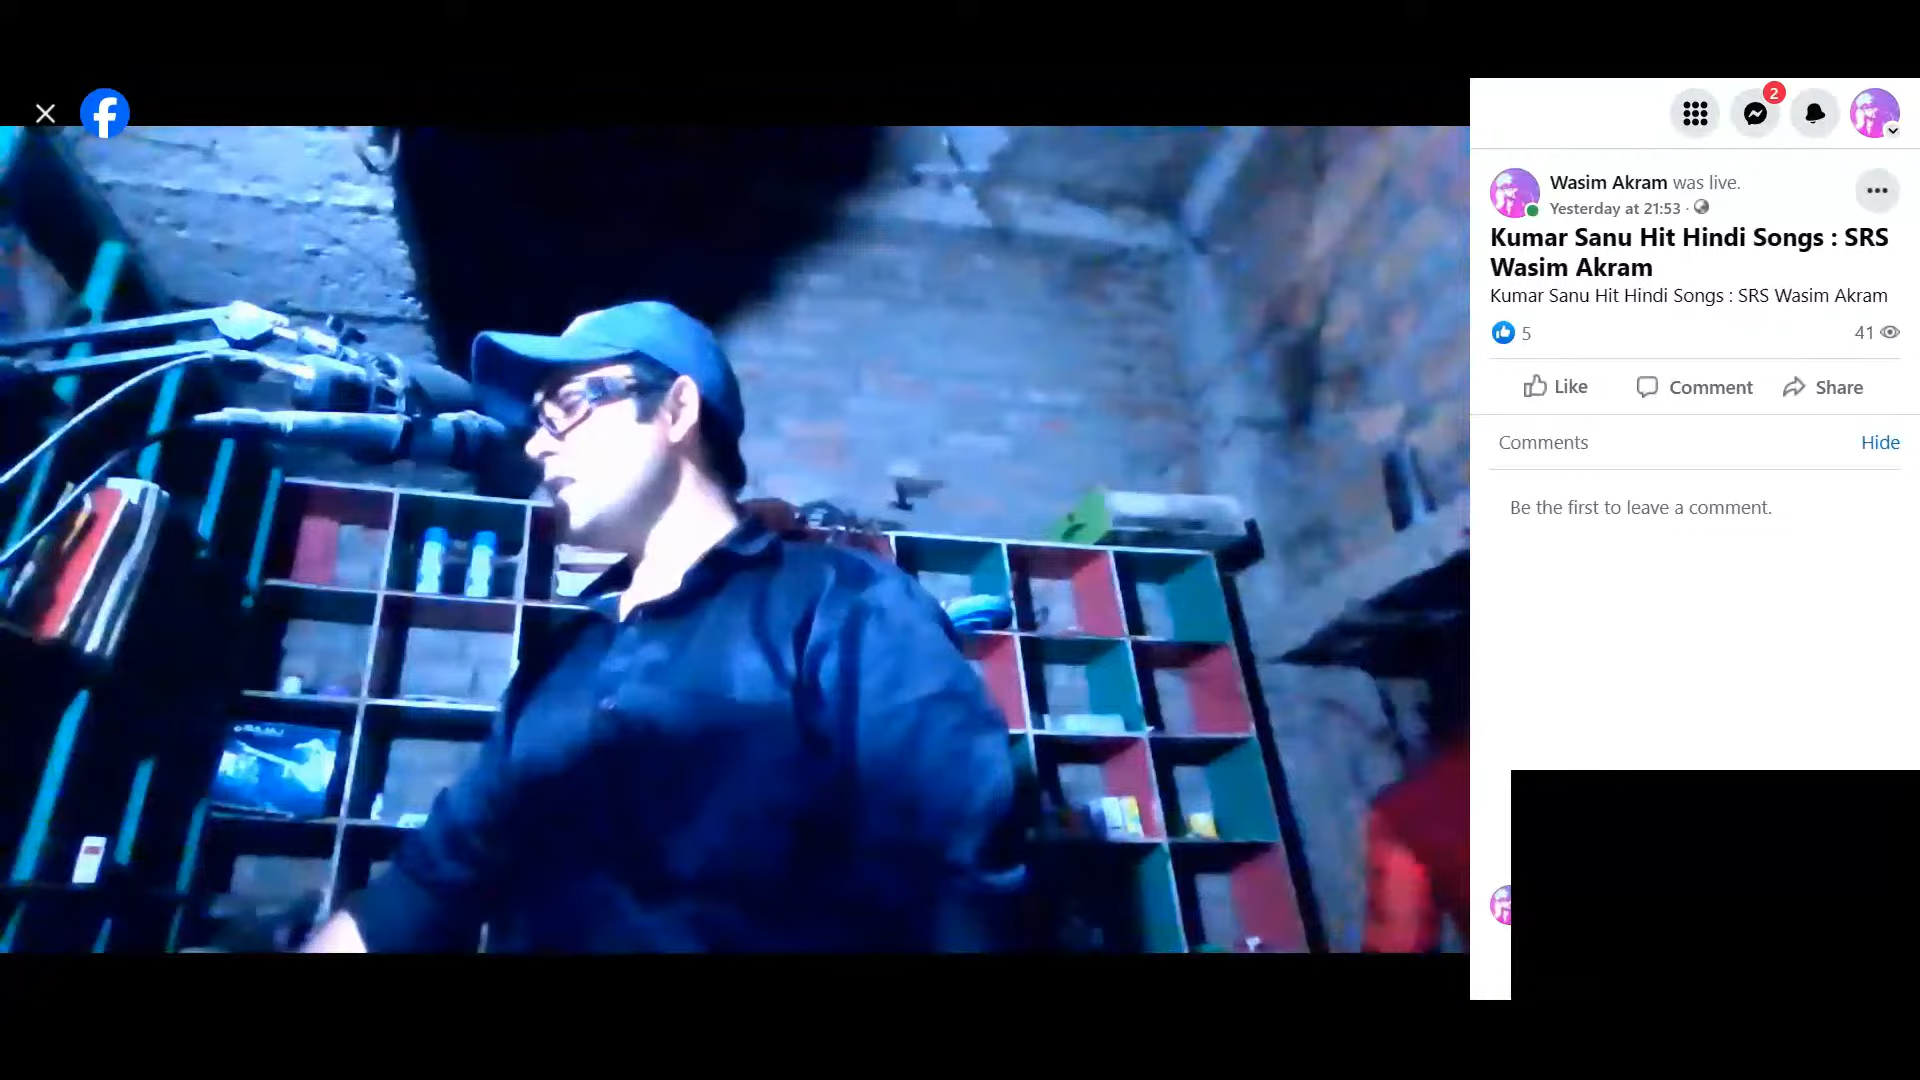 2
Wasim Akram was live.
Yesterday at 21:53 ·
Kumar Sanu Hit Hindi Songs : SRS
Wasim Akram
Kumar Sanu Hit Hindi Songs : SRS Wasim Akram
5
41
Like Comment Share
Comments Hide
Be the first to leave a comment.